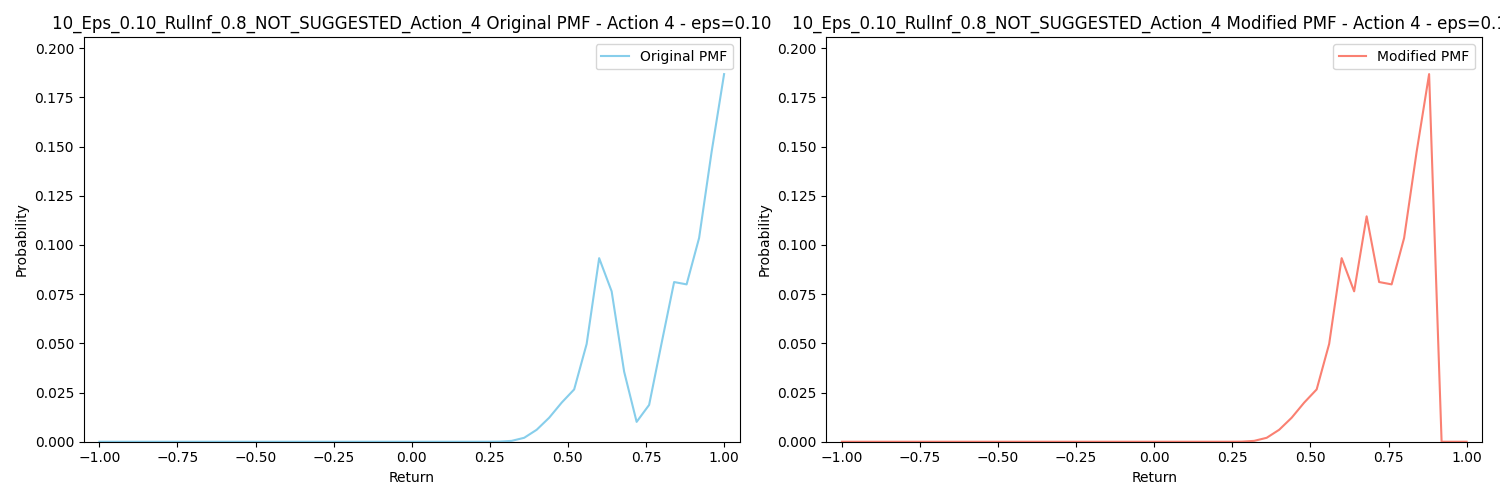 10_Eps_0.10_RulInf_0.8_NOT_SUGGESTED_Action_4 Original PMF - Action 4 - eps=0.10
Original PMF
0.200
0.175
0.150
0.125
0.100
0.075
0.050
0.025
0.000
Probability
−1.00 −0.75 −0.50 −0.25 0.00 0.25 0.50 0.75 1.00
Return
10_Eps_0.10_RulInf_0.8_NOT_SUGGESTED_Action_4 Modified PMF - Action 4 - eps=0.1
Modified PMF
0.200
0.175
0.150
0.125
0.100
0.075
0.050
0.025
0.000
Probability
−1.00 −0.75 −0.50 −0.25 0.00 0.25 0.50 0.75 1.00
Return